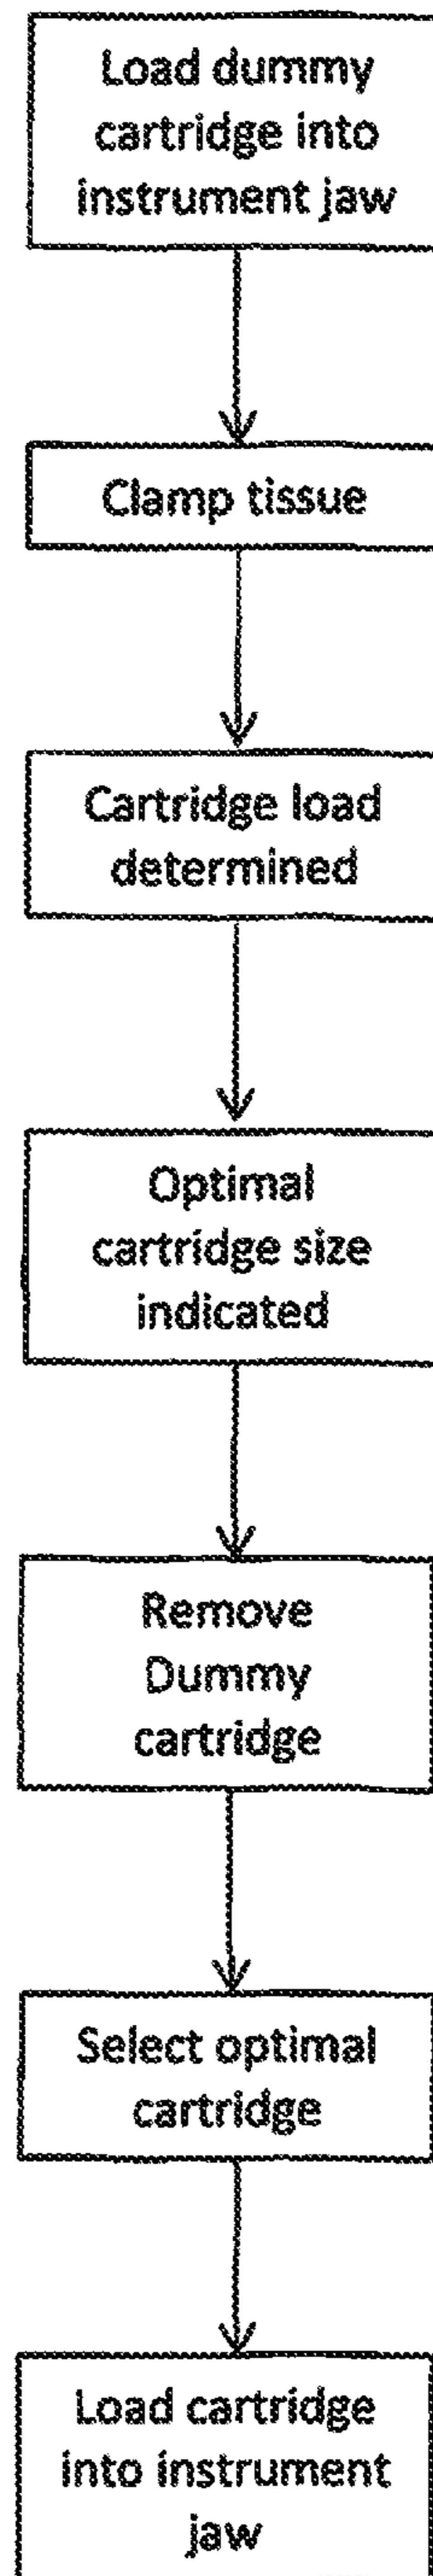 Load dummy
cartridge into
instrument jaw
Clamp tissue
Cartridge load
determined
Optimal
cartridge size
indicated
Remove
Dummy
cartridge
Select optimal
cartridge
Load cartridge
into instrument
jaw